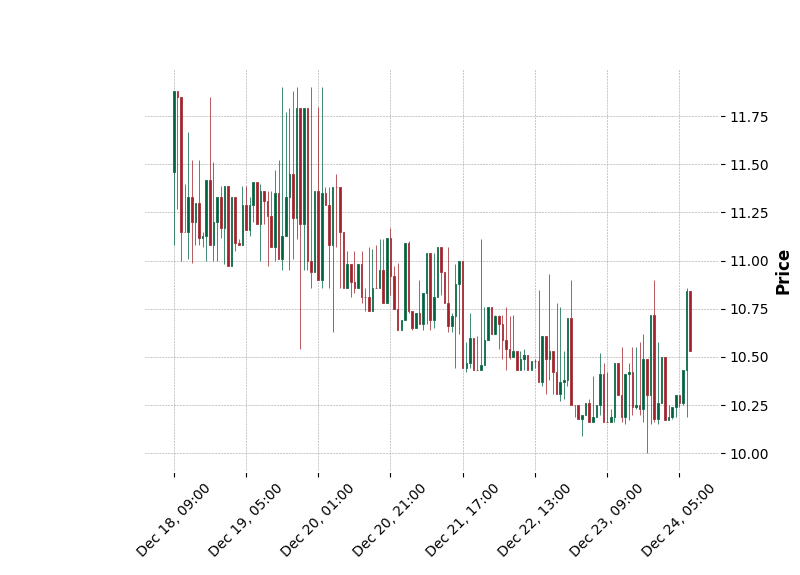 11.75
11.50
11.25
11.00
10.75
10.50
10.25
10.00
Price
Dec 18, 09:00
Dec 19, 05:00
Dec 20, 01:00
Dec 20, 21:00
Dec 21, 17:00
Dec 22, 13:00
Dec 23, 09:00
Dec 24, 05:00